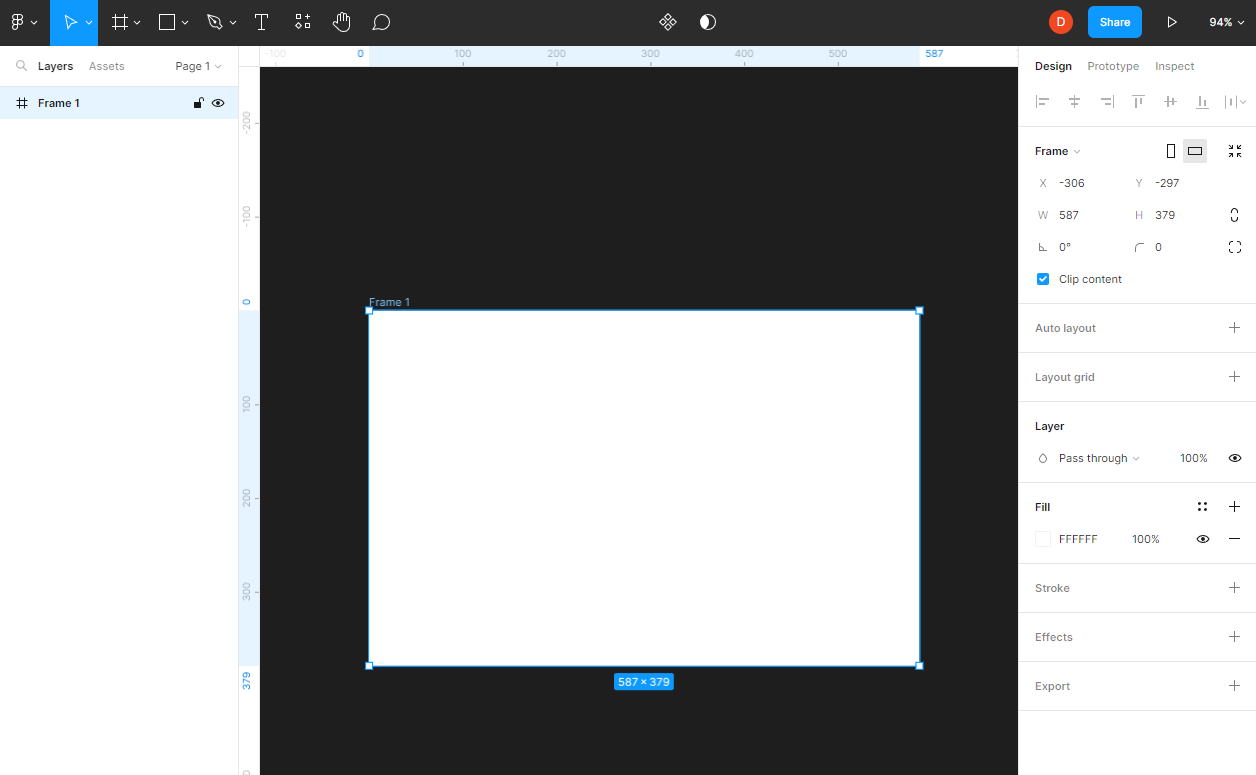 D
Share
94%
Layers
Assets
Page 1
Frame 1
-100
0
100
200
300
400
500
587
-200
-100
0
100
200
300
379
Frame 1
587 × 379
Design
Prototype
Inspect
Frame
X -306
Y -297
W 587
H 379
0°
0
Clip content
Auto layout
Layout grid
Layer
Pass through
100%
Fill
FFFFFF
100%
Stroke
Effects
Export